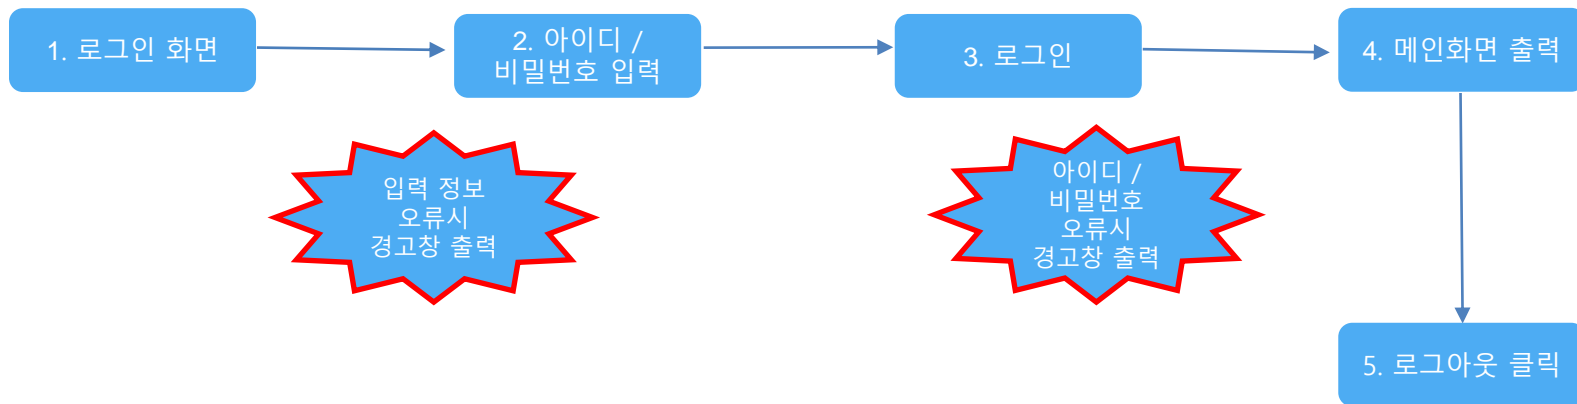 1. 로그인 화면
2. 아이디 /
비밀번호 입력
3. 로그인
4. 메인화면 출력
입력 정보
오류시
경고창 출력
아이디 /
비밀번호
오류시
경고창 출력
5. 로그아웃 클릭